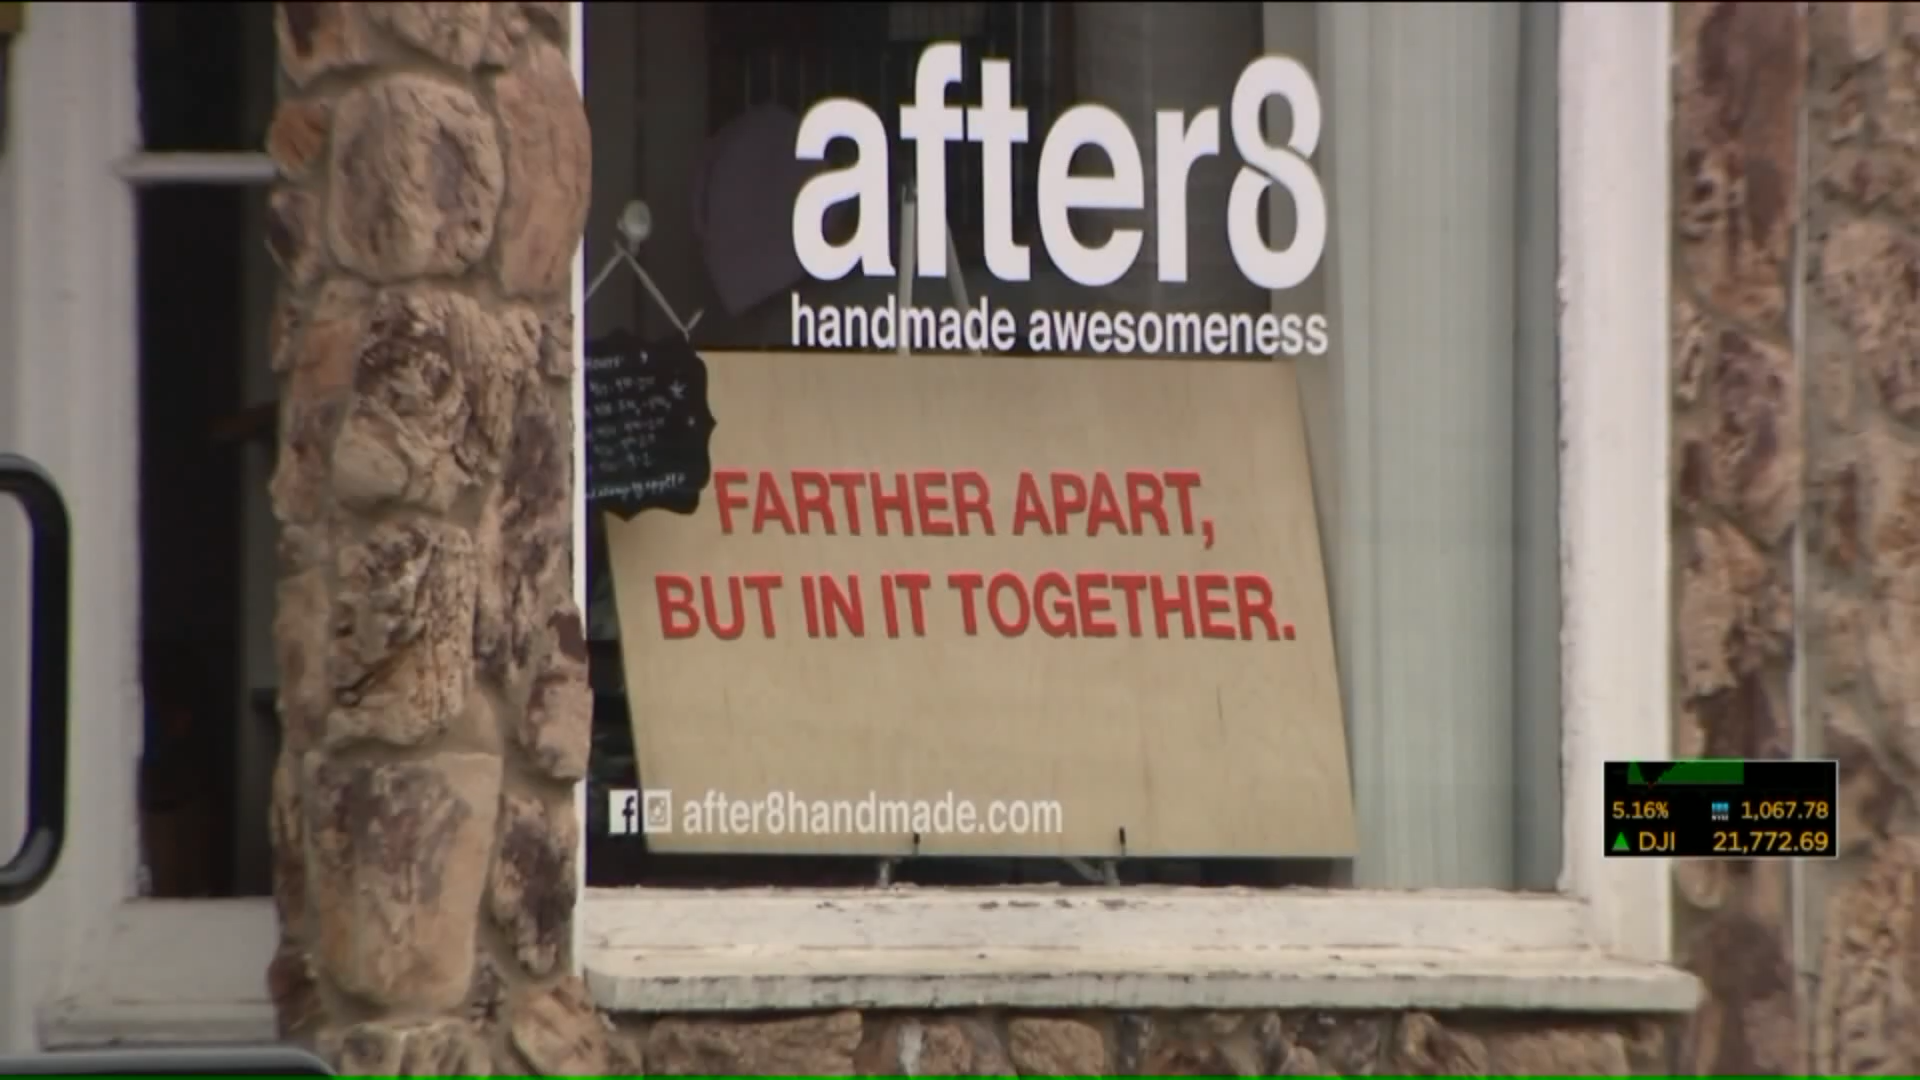 after8
handmade awesomeness
FARTHER APART,
BUT IN IT TOGETHER.
after8handmade.com
5.16% 1,067.78
DJI 21,772.69